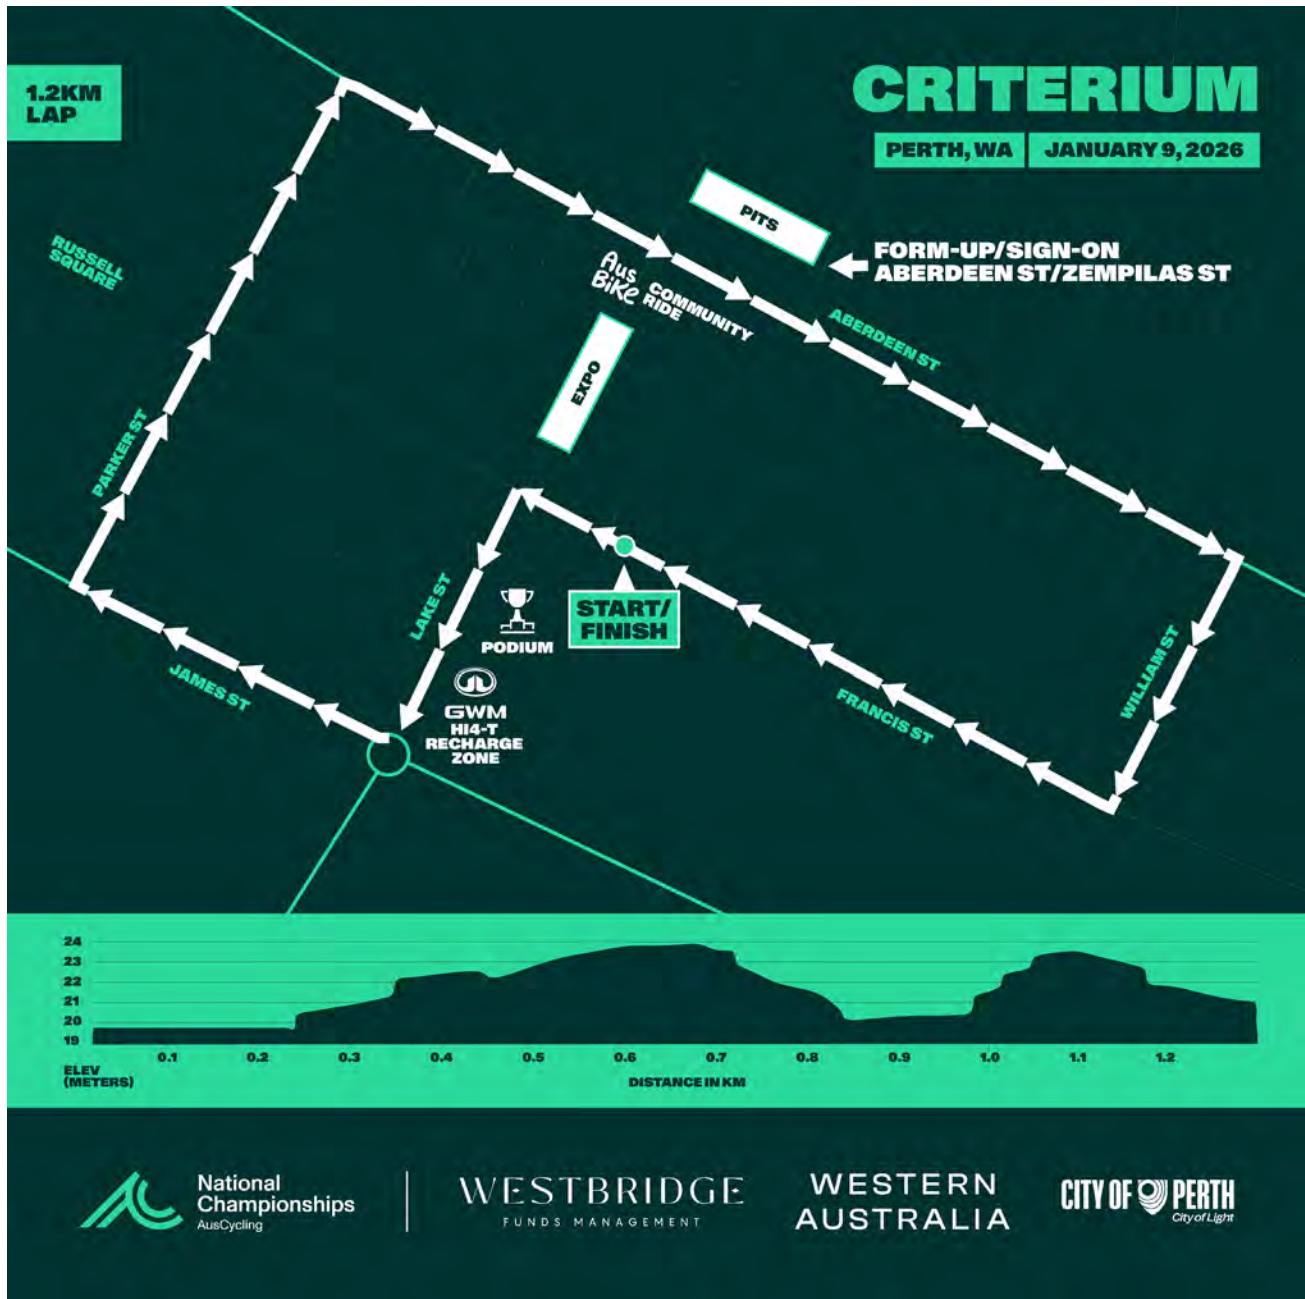 1.2KM
LAP
CRITERIUM
PERTH, WA
JANUARY 9, 2026
PITS
FORM-UP/SIGN-ON
ABERDEEN ST/ZEMPILAS ST
RUSSELL
SQUARE
Aus
BiKe
COMMUNITY
RIDE
ABERDEEN ST
EXPO
PARKER ST
LAKE ST
START/
FINISH
PODIUM
WILLIAM ST
JAMES ST
FRANCIS ST
GWM
HI4-T
RECHARGE
ZONE
24
23
22
21
20
19
0.1 0.2 0.3 0.4 0.5 0.6 0.7 0.8 0.9 1.0 1.1 1.2
ELEV
(METERS)
DISTANCE IN KM
National
Championships
AusCycling
WESTBRIDGE
FUNDS MANAGEMENT
WESTERN
AUSTRALIA
CITY OF PERTH
City of Light